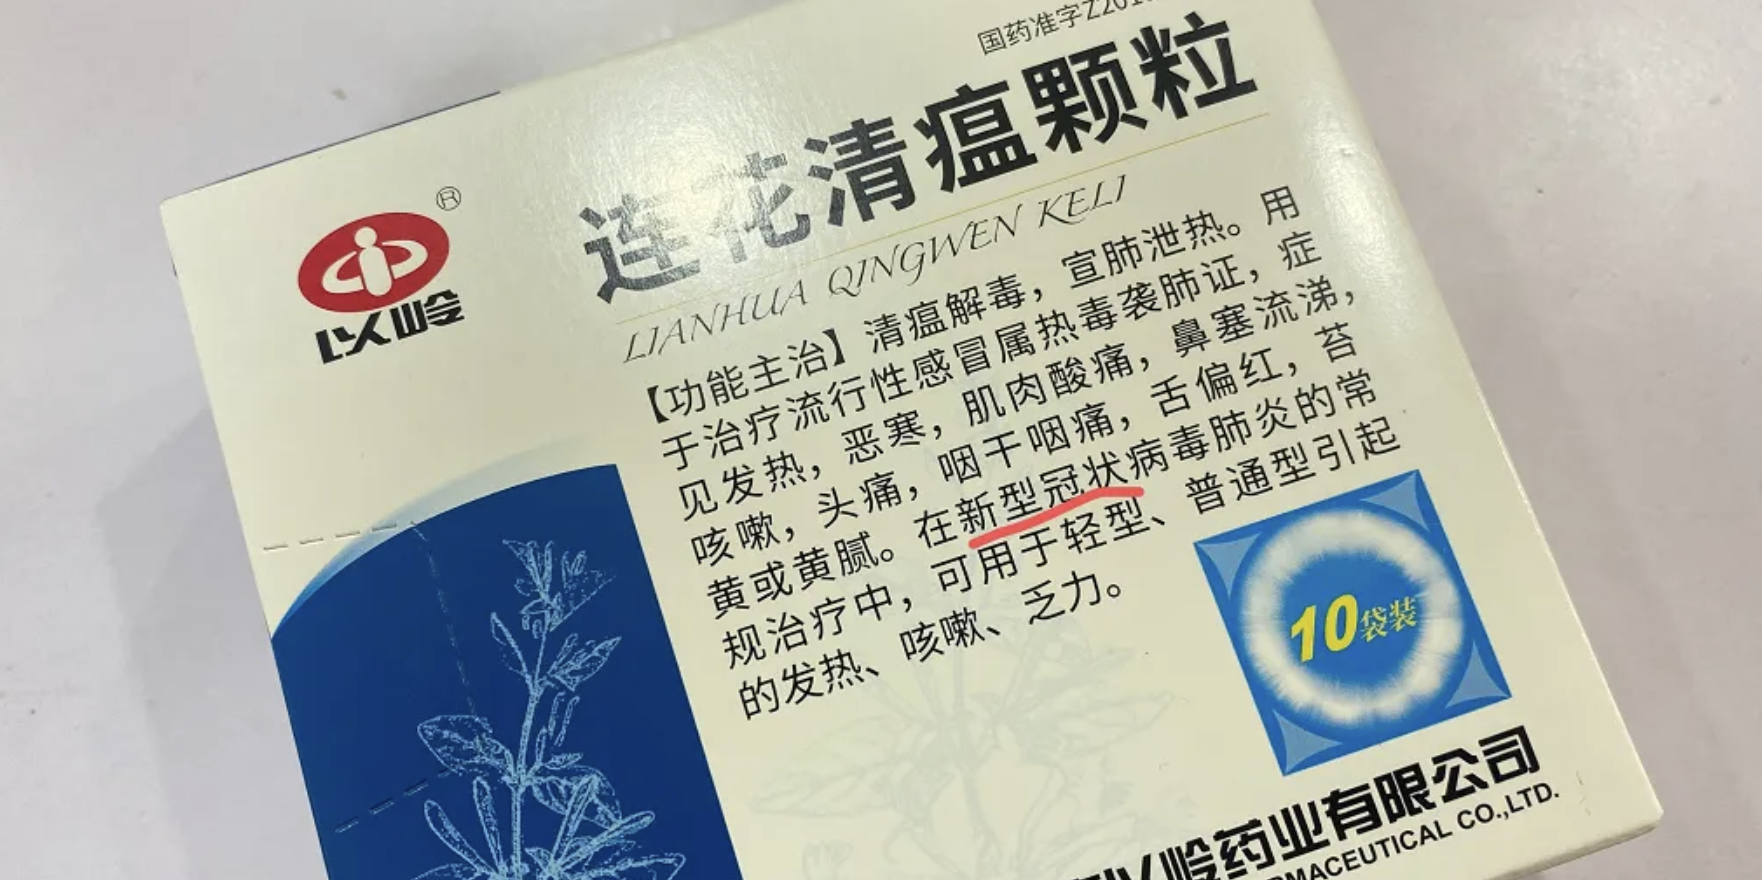 国药准字Z201
连花清瘟颗粒
LIANHUA QINGWEN KELI
®
以岭
【功能主治】清瘟解毒，宣肺泄热。用
于治疗流行性感冒属热毒袭肺证，症
见发热，恶寒，肌肉酸痛，鼻塞流涕，
咳嗽，头痛，咽干咽痛，舌偏红，苔
黄或黄腻。在新型冠状病毒肺炎的常
规治疗中，可用于轻型、普通型引起
的发热、咳嗽、乏力。
10袋装
以岭药业有限公司
MACEUTICAL CO.,LTD.